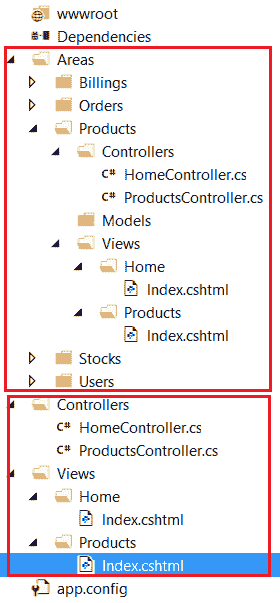 wwwroot
Dependencies
Areas
Billings
Orders
Products
Controllers
C# HomeController.cs
C# ProductsController.cs
Models
Views
Home
Index.cshtml
Products
Index.cshtml
Stocks
Users
Controllers
C# HomeController.cs
C# ProductsController.cs
Views
Home
Index.cshtml
Products
Index.cshtml
app.config